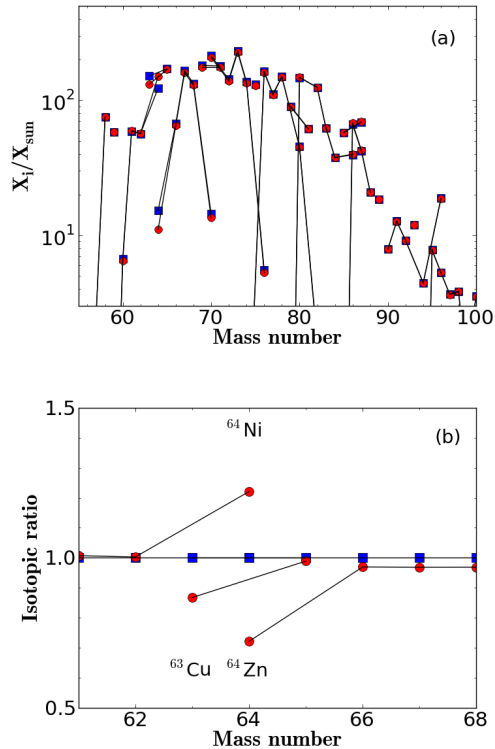 (a)
10²
10¹
X_i/X_sun
60 70 80 90 100
Mass number
1.5
⁶⁴Ni
(b)
1.0
Isotopic ratio
⁶³Cu ⁶⁴Zn
0.5
62 64 66 68
Mass number